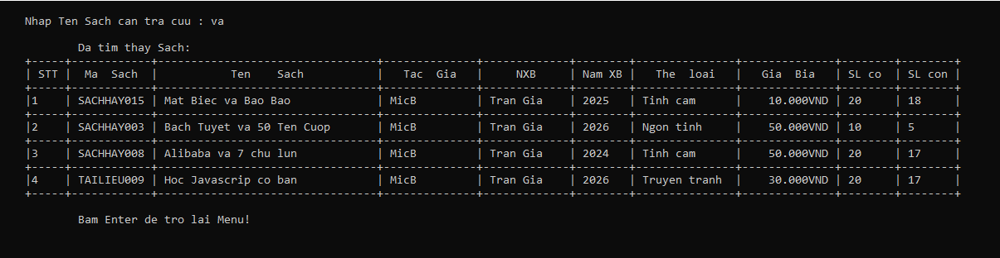 Nhap Ten Sach can tra cuu : va
Da tim thay Sach:
+-----+------------+---------------------------------+--------------+-------------+--------+---------------+--------------+--------+--------+
| STT |  Ma  Sach  |           Ten    Sach           |   Tac  Gia   |     NXB     | Nam XB |   The  loai   |   Gia  Bia   | SL co  | SL con |
+-----+------------+---------------------------------+--------------+-------------+--------+---------------+--------------+--------+--------+
|1    | SACHHAY015 | Mat Biec va Bao Bao             | MicB         | Tran Gia    | 2025   | Tinh cam      |    10.000VND | 20     | 18     |
+-----+------------+---------------------------------+--------------+-------------+--------+---------------+--------------+--------+--------+
|2    | SACHHAY003 | Bach Tuyet va 50 Ten Cuop       | MicB         | Tran Gia    | 2026   | Ngon tinh     |    50.000VND | 10     | 5      |
+-----+------------+---------------------------------+--------------+-------------+--------+---------------+--------------+--------+--------+
|3    | SACHHAY008 | Alibaba va 7 chu lun            | MicB         | Tran Gia    | 2024   | Tinh cam      |    50.000VND | 20     | 17     |
+-----+------------+---------------------------------+--------------+-------------+--------+---------------+--------------+--------+--------+
|4    | TAILIEU009 | Hoc Javascrip co ban            | MicB         | Tran Gia    | 2026   | Truyen tranh  |    30.000VND | 20     | 17     |
+-----+------------+---------------------------------+--------------+-------------+--------+---------------+--------------+--------+--------+
Bam Enter de tro lai Menu!